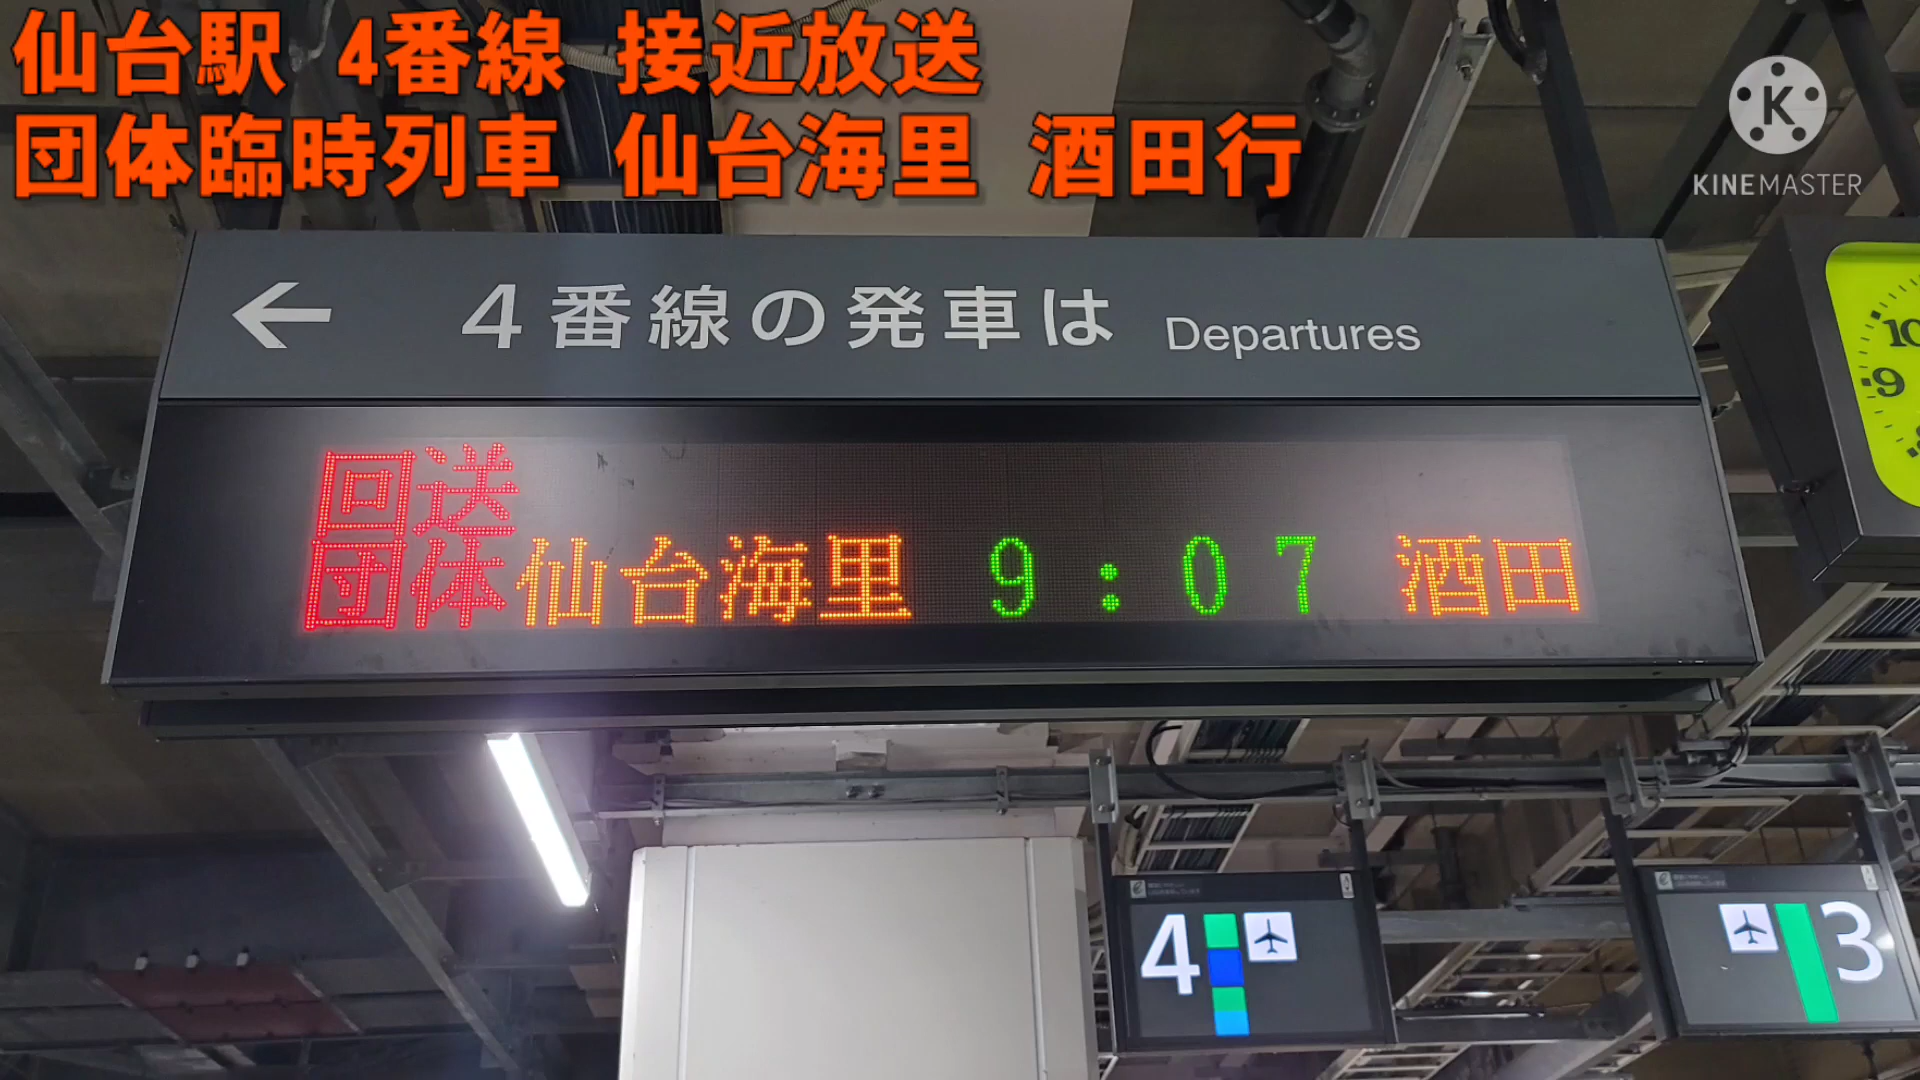 仙台駅 4番線 接近放送
団体臨時列車 仙台海里 酒田行
K
KINEMASTER
← 4番線の発車は Departures
10
9
回送
団体 仙台海里 9:07 酒田
4
3